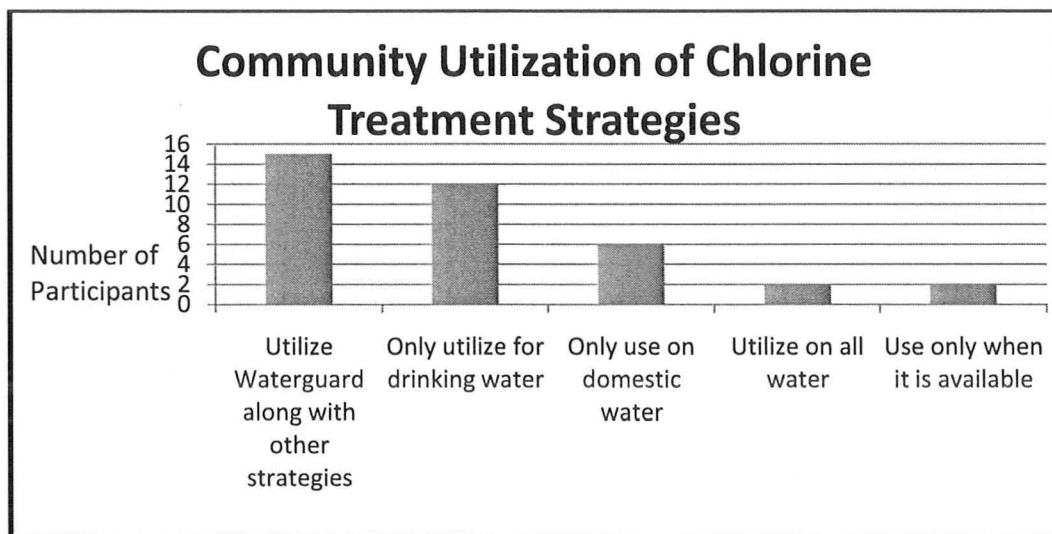 Community Utilization of Chlorine
Treatment Strategies
16
14
12
10
8
6
4
2
0
Number of
Participants
Utilize
Waterguard
along with
other
strategies
Only utilize for
drinking water
Only use on
domestic
water
Utilize on all
water
Use only when
it is available